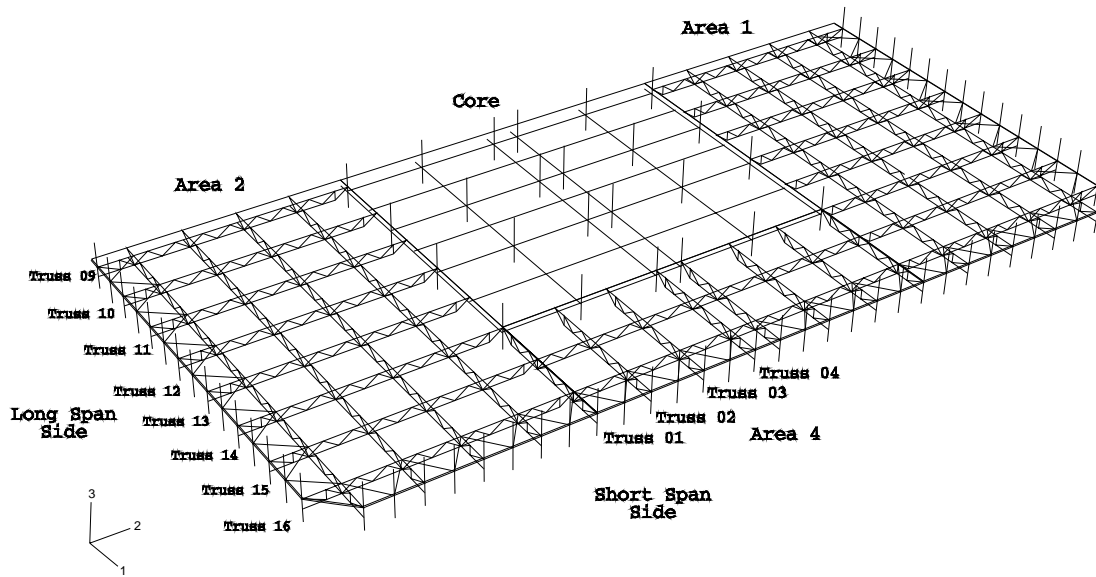 Area 1
Core
Area 2
Truss 09
Truss 10
Truss 11
Truss 12
Truss 13
Truss 14
Truss 15
Truss 16
Long Span
Side
Truss 04
Truss 03
Truss 02
Truss 01
Area 4
Short Span
Side
3
2
1